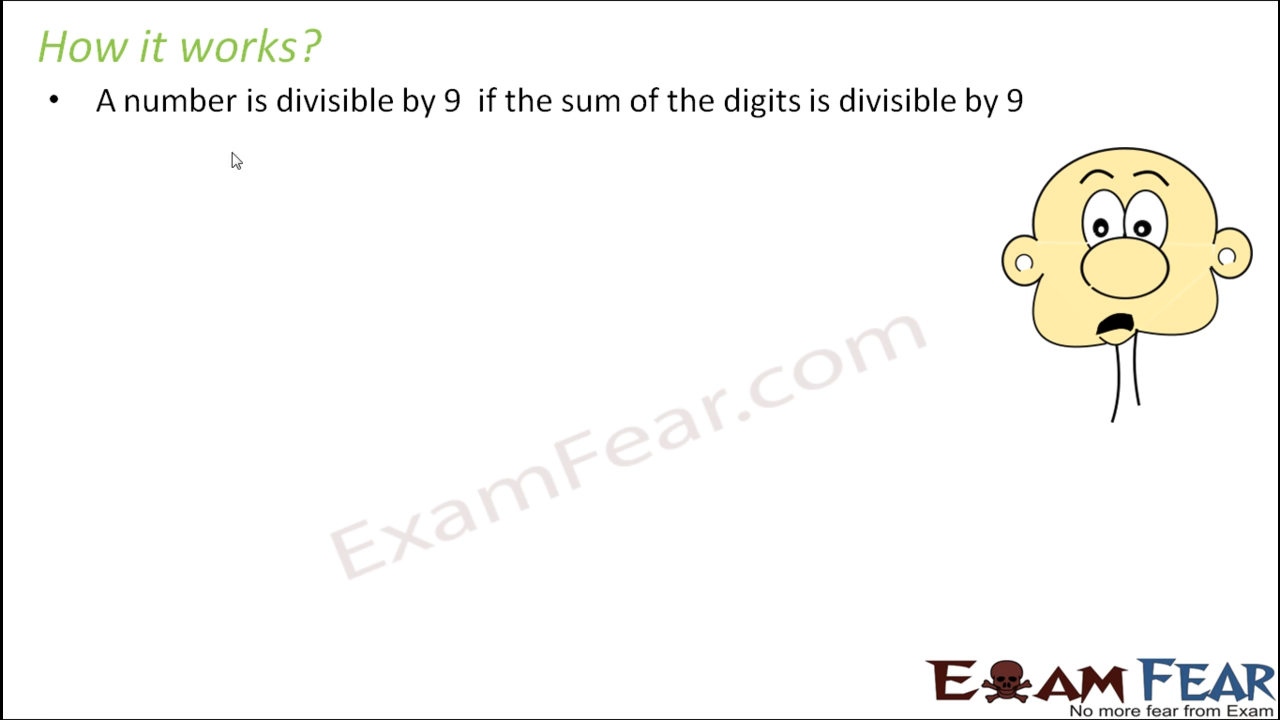 How it works?
• A number is divisible by 9 if the sum of the digits is divisible by 9
ExamFear.com
EXAM FEAR
No more fear from Exam